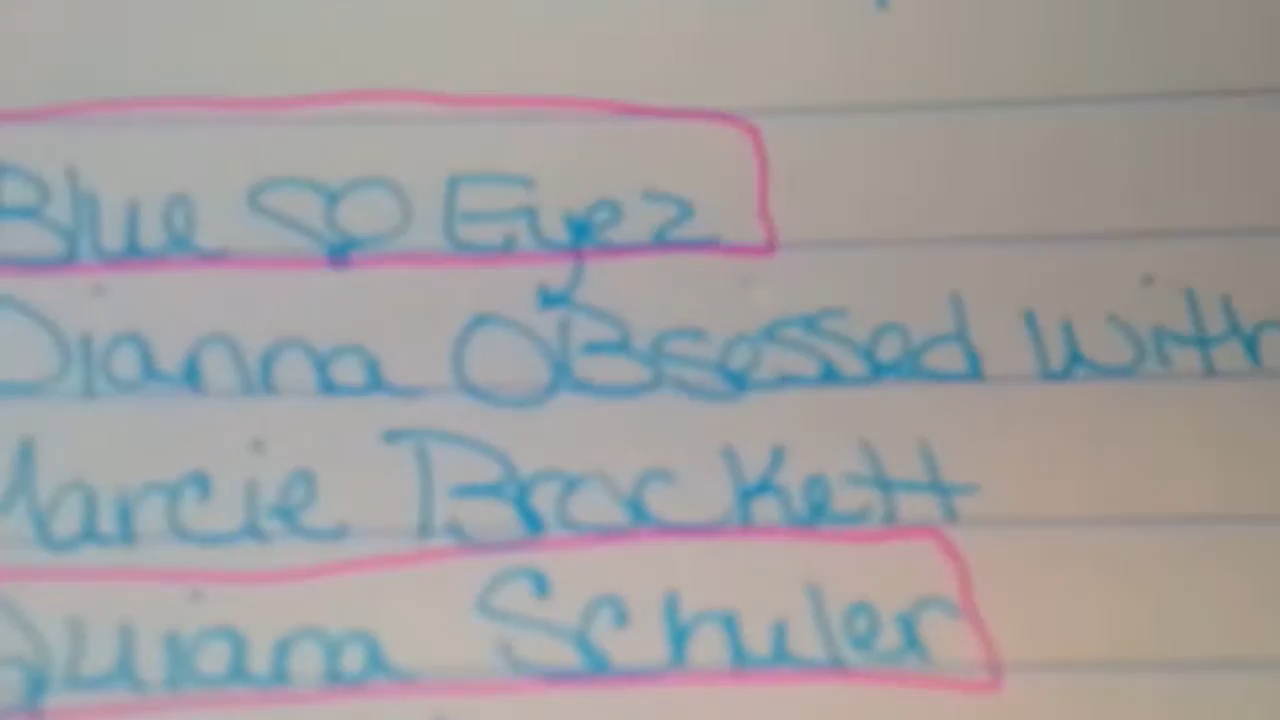 Blue ♡ Eyez
Dianna OBsessed With
Marcie Brackett
Schuler